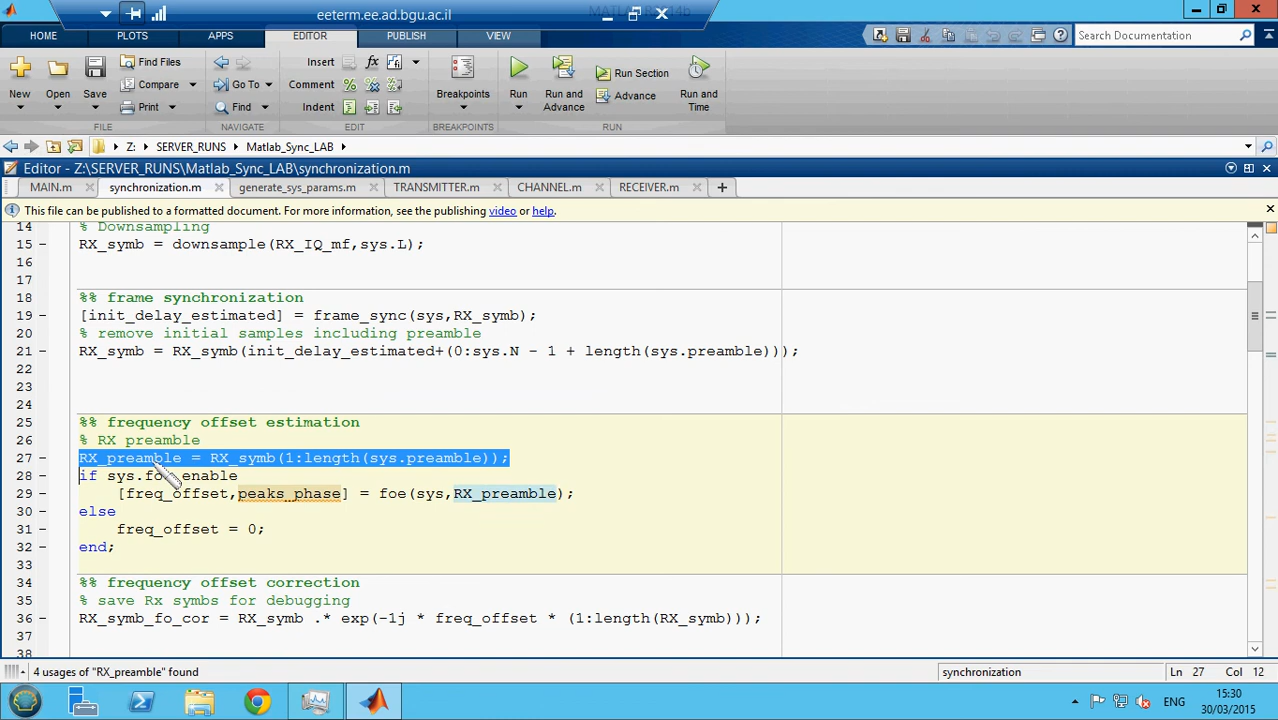 eeterm.ee.ad.bgu.ac.il
HOME PLOTS APPS EDITOR PUBLISH VIEW Search Documentation
New Open Save Find Files Compare Print
FILE
Go To Find
NAVIGATE
Insert fx Comment % Indent
EDIT
Breakpoints
BREAKPOINTS
Run Run and Advance Run Section Advance Run and Time
RUN
Z: SERVER_RUNS Matlab_Sync_LAB
Editor - Z:\SERVER_RUNS\Matlab_Sync_LAB\synchronization.m
MAIN.m synchronization.m generate_sys_params.m TRANSMITTER.m CHANNEL.m RECEIVER.m
This file can be published to a formatted document. For more information, see the publishing video or help.
14 % Downsampling
15 - RX_symb = downsample(RX_IQ_mf,sys.L);
16
17
18 %% frame synchronization
19 - [init_delay_estimated] = frame_sync(sys,RX_symb);
20 % remove initial samples including preamble
21 - RX_symb = RX_symb(init_delay_estimated+(0:sys.N - 1 + length(sys.preamble)));
22
23
24
25 %% frequency offset estimation
26 % RX preamble
27 - RX_preamble = RX_symb(1:length(sys.preamble));
28 - if sys.fo_enable
29 - [freq_offset,peaks_phase] = foe(sys,RX_preamble);
30 - else
31 - freq_offset = 0;
32 - end;
33
34 %% frequency offset correction
35 % save Rx symbs for debugging
36 - RX_symb_fo_cor = RX_symb .* exp(-1j * freq_offset * (1:length(RX_symb)));
37
38
4 usages of "RX_preamble" found synchronization Ln 27 Col 12
ENG 15:30
30/03/2015